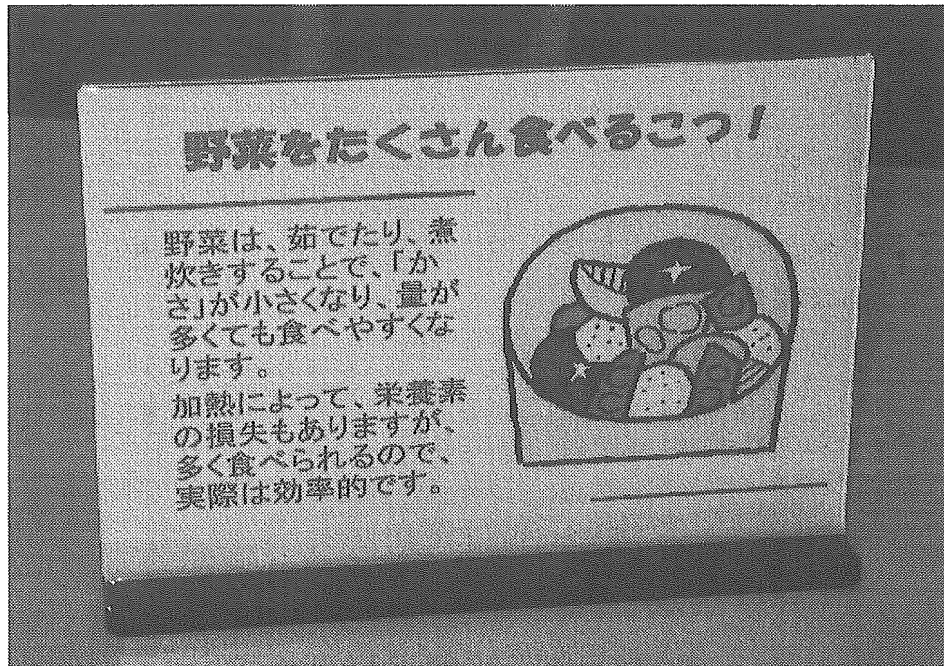 野菜をたくさん食べるこつ！
野菜は、茹でたり、煮
炊きすることで、「か
さ」が小さくなり、量が
多くても食べやすくな
ります。
加熱によって、栄養素
の損失もありますが、
多く食べられるので、
実際は効率的です。